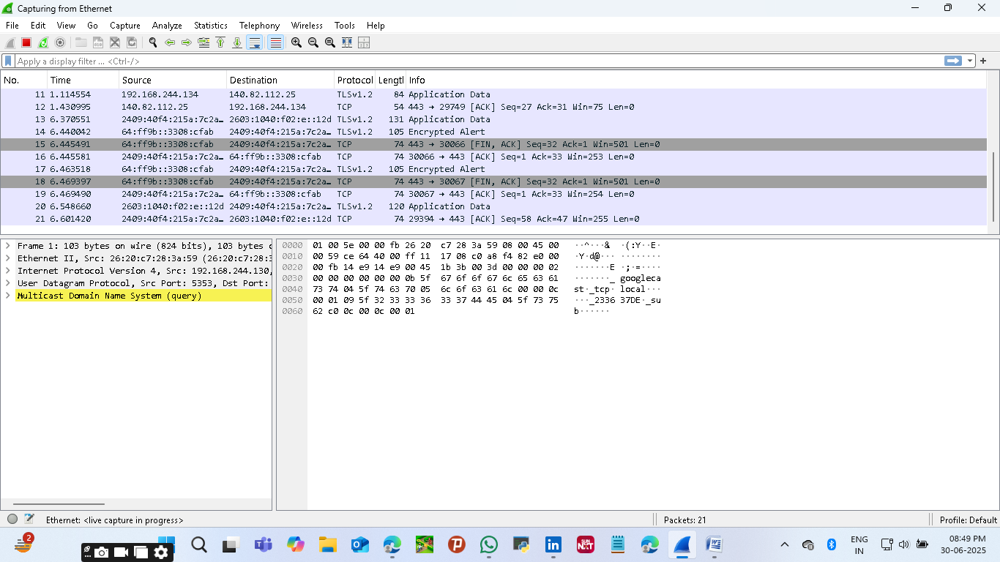 Capturing from Ethernet
File Edit View Go Capture Analyze Statistics Telephony Wireless Tools Help
Apply a display filter ... <Ctrl-/>
No. Time Source Destination Protocol Lengtl Info
11 1.114554 192.168.244.134 140.82.112.25 TLSv1.2 84 Application Data
12 1.430995 140.82.112.25 192.168.244.134 TCP 54 443 → 29749 [ACK] Seq=27 Ack=31 Win=75 Len=0
13 6.370551 2409:40f4:215a:7c2a… 2603:1040:f02:e::12d TLSv1.2 131 Application Data
14 6.440042 64:ff9b::3308:cfab 2409:40f4:215a:7c2a… TLSv1.2 105 Encrypted Alert
15 6.445491 64:ff9b::3308:cfab 2409:40f4:215a:7c2a… TCP 74 443 → 30066 [FIN, ACK] Seq=32 Ack=1 Win=501 Len=0
16 6.445581 2409:40f4:215a:7c2a… 64:ff9b::3308:cfab TCP 74 30066 → 443 [ACK] Seq=1 Ack=33 Win=253 Len=0
17 6.463518 64:ff9b::3308:cfab 2409:40f4:215a:7c2a… TLSv1.2 105 Encrypted Alert
18 6.469397 64:ff9b::3308:cfab 2409:40f4:215a:7c2a… TCP 74 443 → 30067 [FIN, ACK] Seq=32 Ack=1 Win=501 Len=0
19 6.469490 2409:40f4:215a:7c2a… 64:ff9b::3308:cfab TCP 74 30067 → 443 [ACK] Seq=1 Ack=33 Win=254 Len=0
20 6.548660 2603:1040:f02:e::12d 2409:40f4:215a:7c2a… TLSv1.2 120 Application Data
21 6.601420 2409:40f4:215a:7c2a… 2603:1040:f02:e::12d TCP 74 29394 → 443 [ACK] Seq=58 Ack=47 Win=255 Len=0
Frame 1: 103 bytes on wire (824 bits), 103 bytes c
Ethernet II, Src: 26:20:c7:28:3a:59 (26:20:c7:28:3
Internet Protocol Version 4, Src: 192.168.244.130,
User Datagram Protocol, Src Port: 5353, Dst Port:
Multicast Domain Name System (query)
0000 01 00 5e 00 00 fb 26 20 c7 28 3a 59 08 00 45 00 ··^···& ·(:Y··E·
0010 00 59 ce 64 40 00 ff 11 17 08 c0 a8 f4 82 e0 00 ·Y·d@··· ········
0020 00 fb 14 e9 14 e9 00 45 1b 3b 00 3d 00 00 00 02 ·······E ·;·=····
0030 00 00 00 00 00 00 0b 5f 67 6f 6f 67 6c 65 63 61 ·······_ googleca
0040 73 74 04 5f 74 63 70 05 6c 6f 63 61 6c 00 00 0c st·_tcp· local···
0050 00 01 09 5f 32 33 33 36 33 37 44 45 04 5f 73 75 ···_2336 37DE·_su
0060 62 c0 0c 00 0c 00 01 b······
Ethernet: <live capture in progress>
Packets: 21
Profile: Default
2
ENG
IN
08:49 PM
30-06-2025